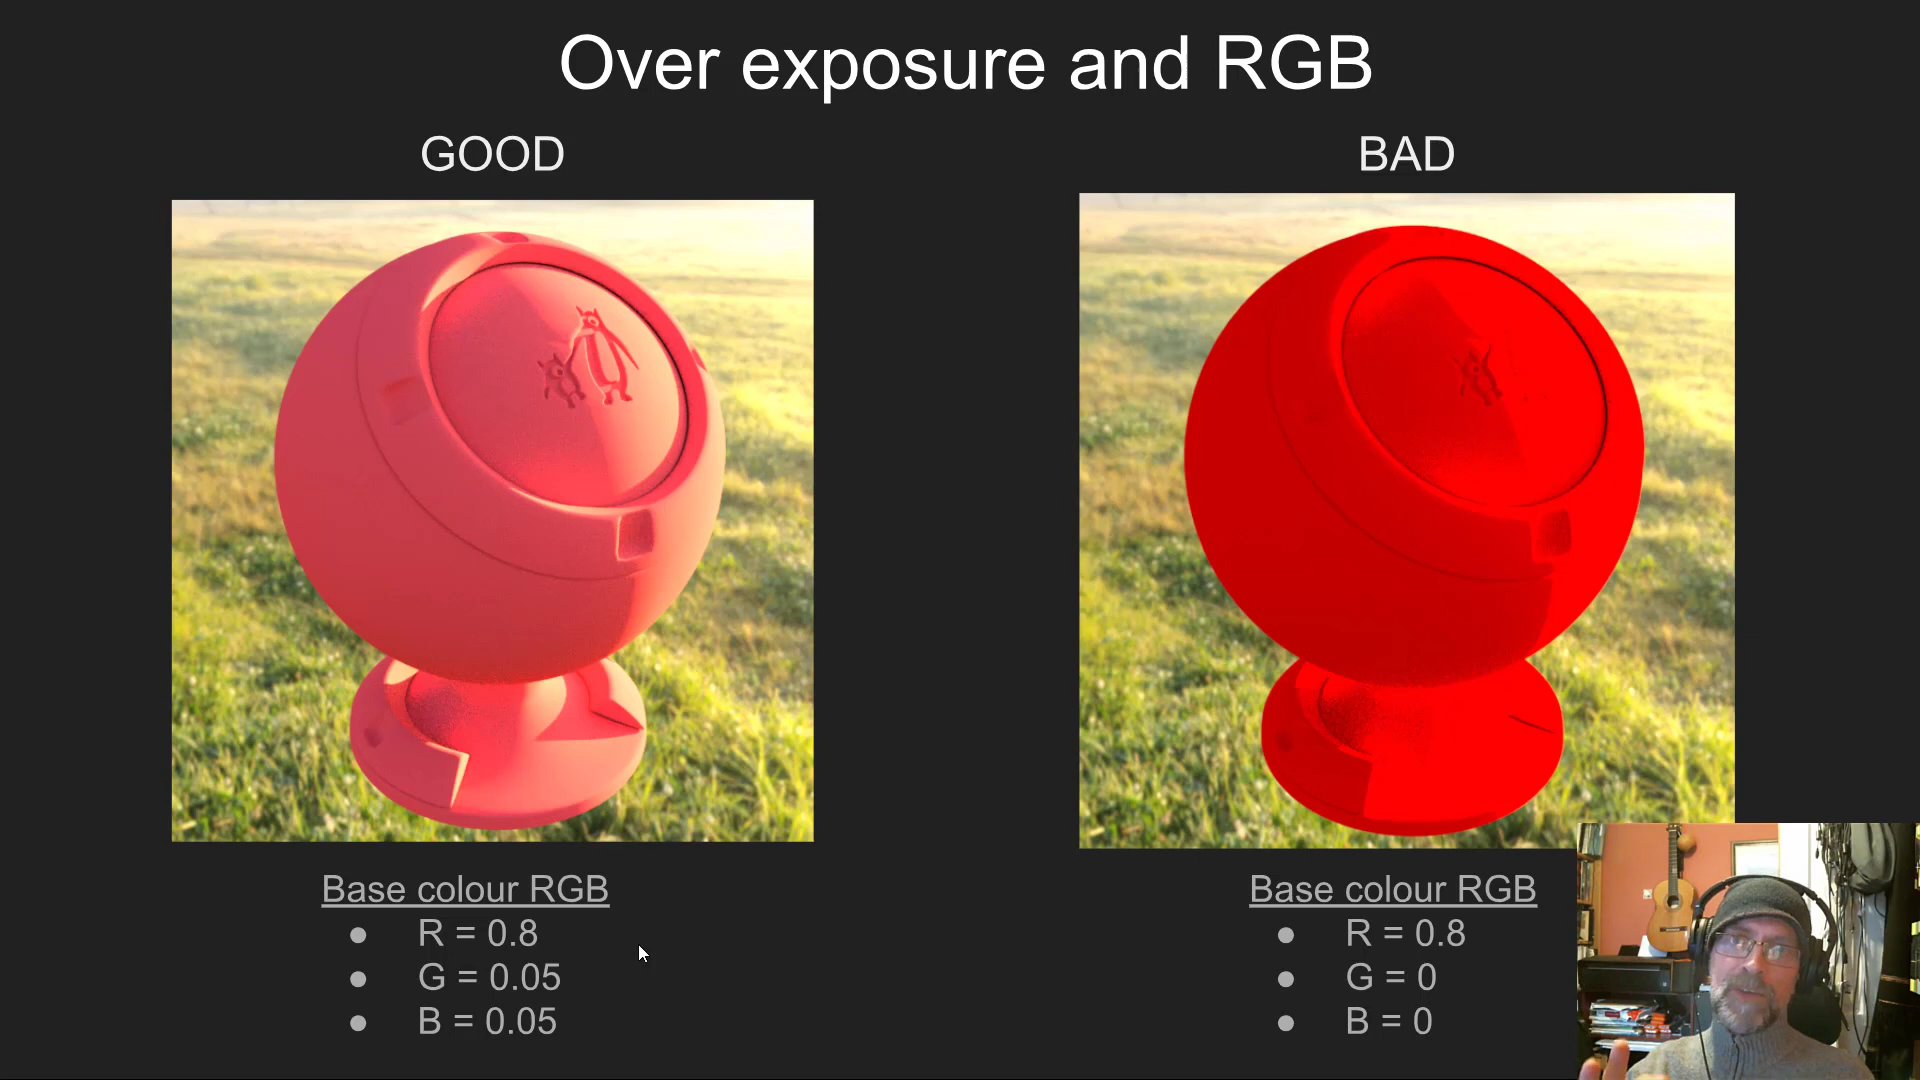 Over exposure and RGB
GOOD
BAD
Base colour RGB
● R = 0.8
● G = 0.05
● B = 0.05
Base colour RGB
● R = 0.8
● G = 0
● B = 0